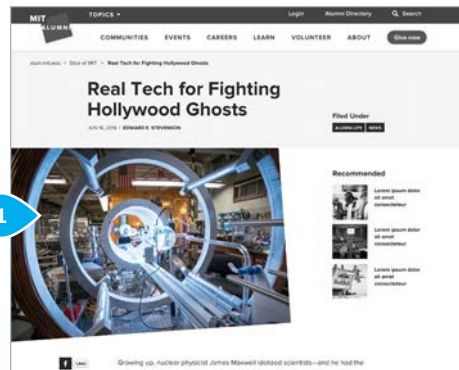 MIT
ALUMNI
TOPICS
Login Alumni Directory Search
COMMUNITIES EVENTS CAREERS LEARN VOLUNTEER ABOUT Give now
alum.mit.edu > Slice of MIT > Real Tech for Fighting Hollywood Ghosts
Real Tech for Fighting
Hollywood Ghosts
EDWARD E. STEVENSON
Filed Under
ALUMNI LIFE NEWS
Recommended
Lorem ipsum dolor
sit amet
consectetuer
Lorem ipsum dolor
sit amet
consectetuer
Lorem ipsum dolor
sit amet
consectetuer
1
f
Growing up, nuclear physicist James Maxwell idolized scientists—and he had the